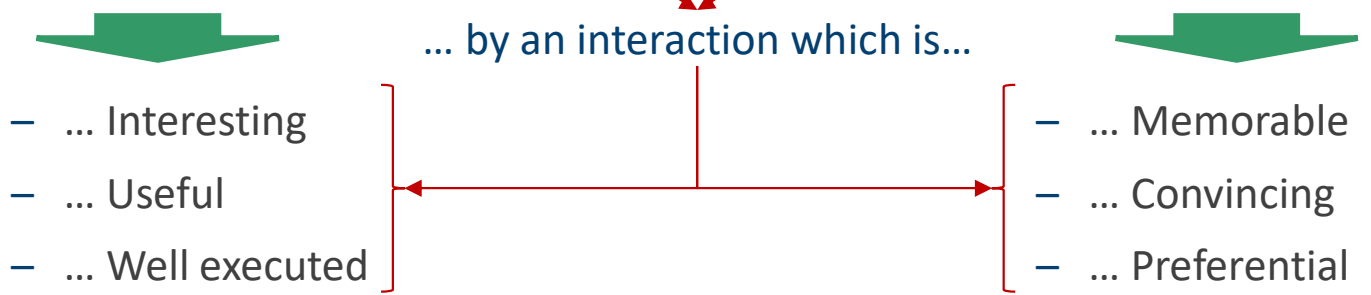 … by an interaction which is…
– … Interesting
– … Useful
– … Well executed
– … Memorable
– … Convincing
– … Preferential